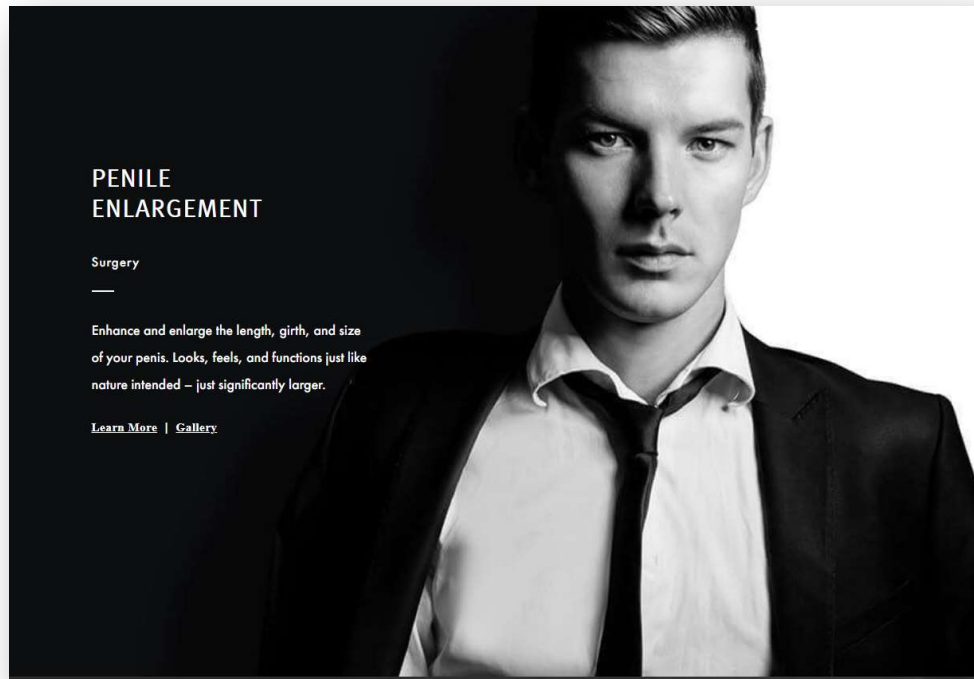 PENILE
ENLARGEMENT
Surgery
Enhance and enlarge the length, girth, and size
of your penis. Looks, feels, and functions just like
nature intended – just significantly larger.
Learn More | Gallery